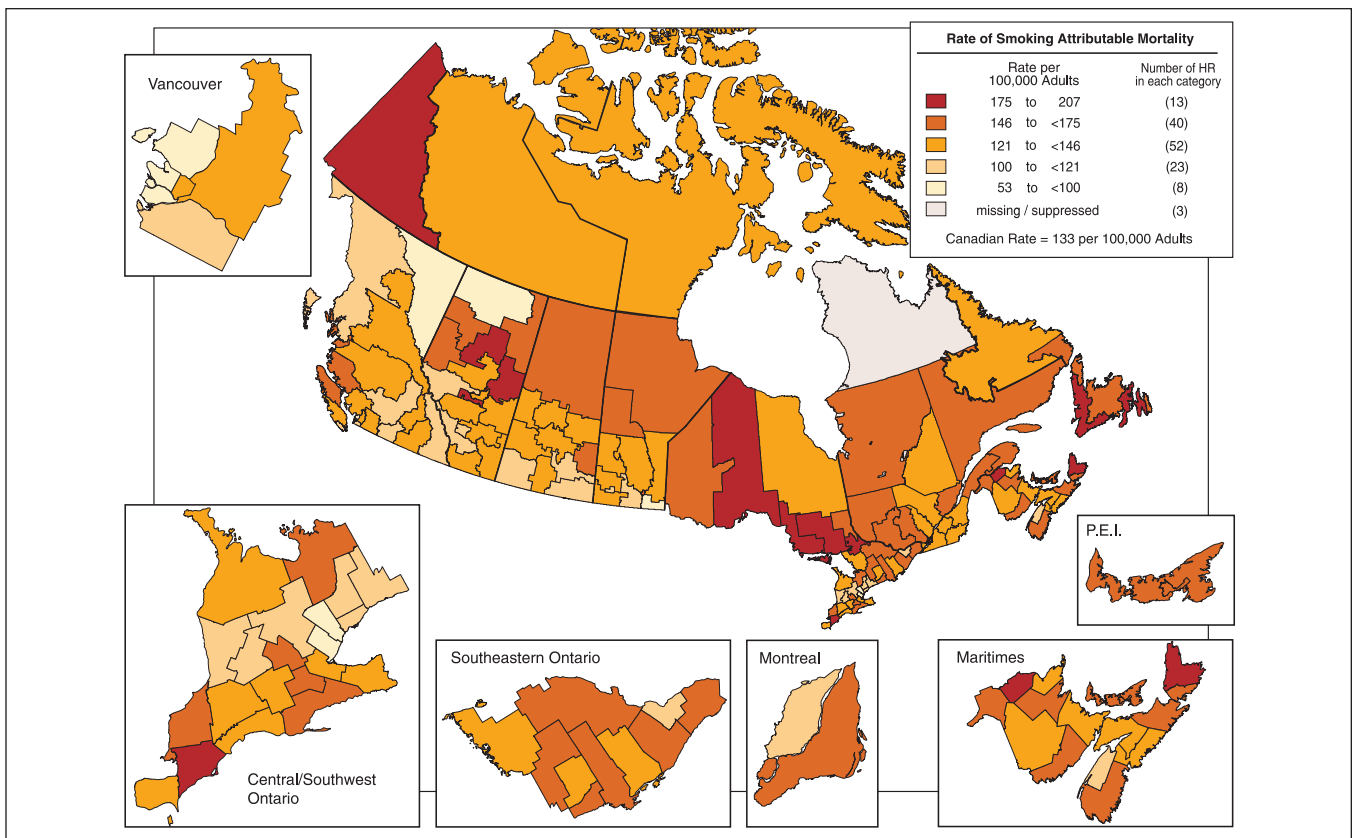 Vancouver
Rate of Smoking Attributable Mortality
Rate per
100,000 Adults
Number of HR
in each category
175 to 207 (13)
146 to <175 (40)
121 to <146 (52)
100 to <121 (23)
53 to <100 (8)
missing / suppressed (3)
Canadian Rate = 133 per 100,000 Adults
P.E.I.
Central/Southwest
Ontario
Southeastern Ontario
Montreal
Maritimes